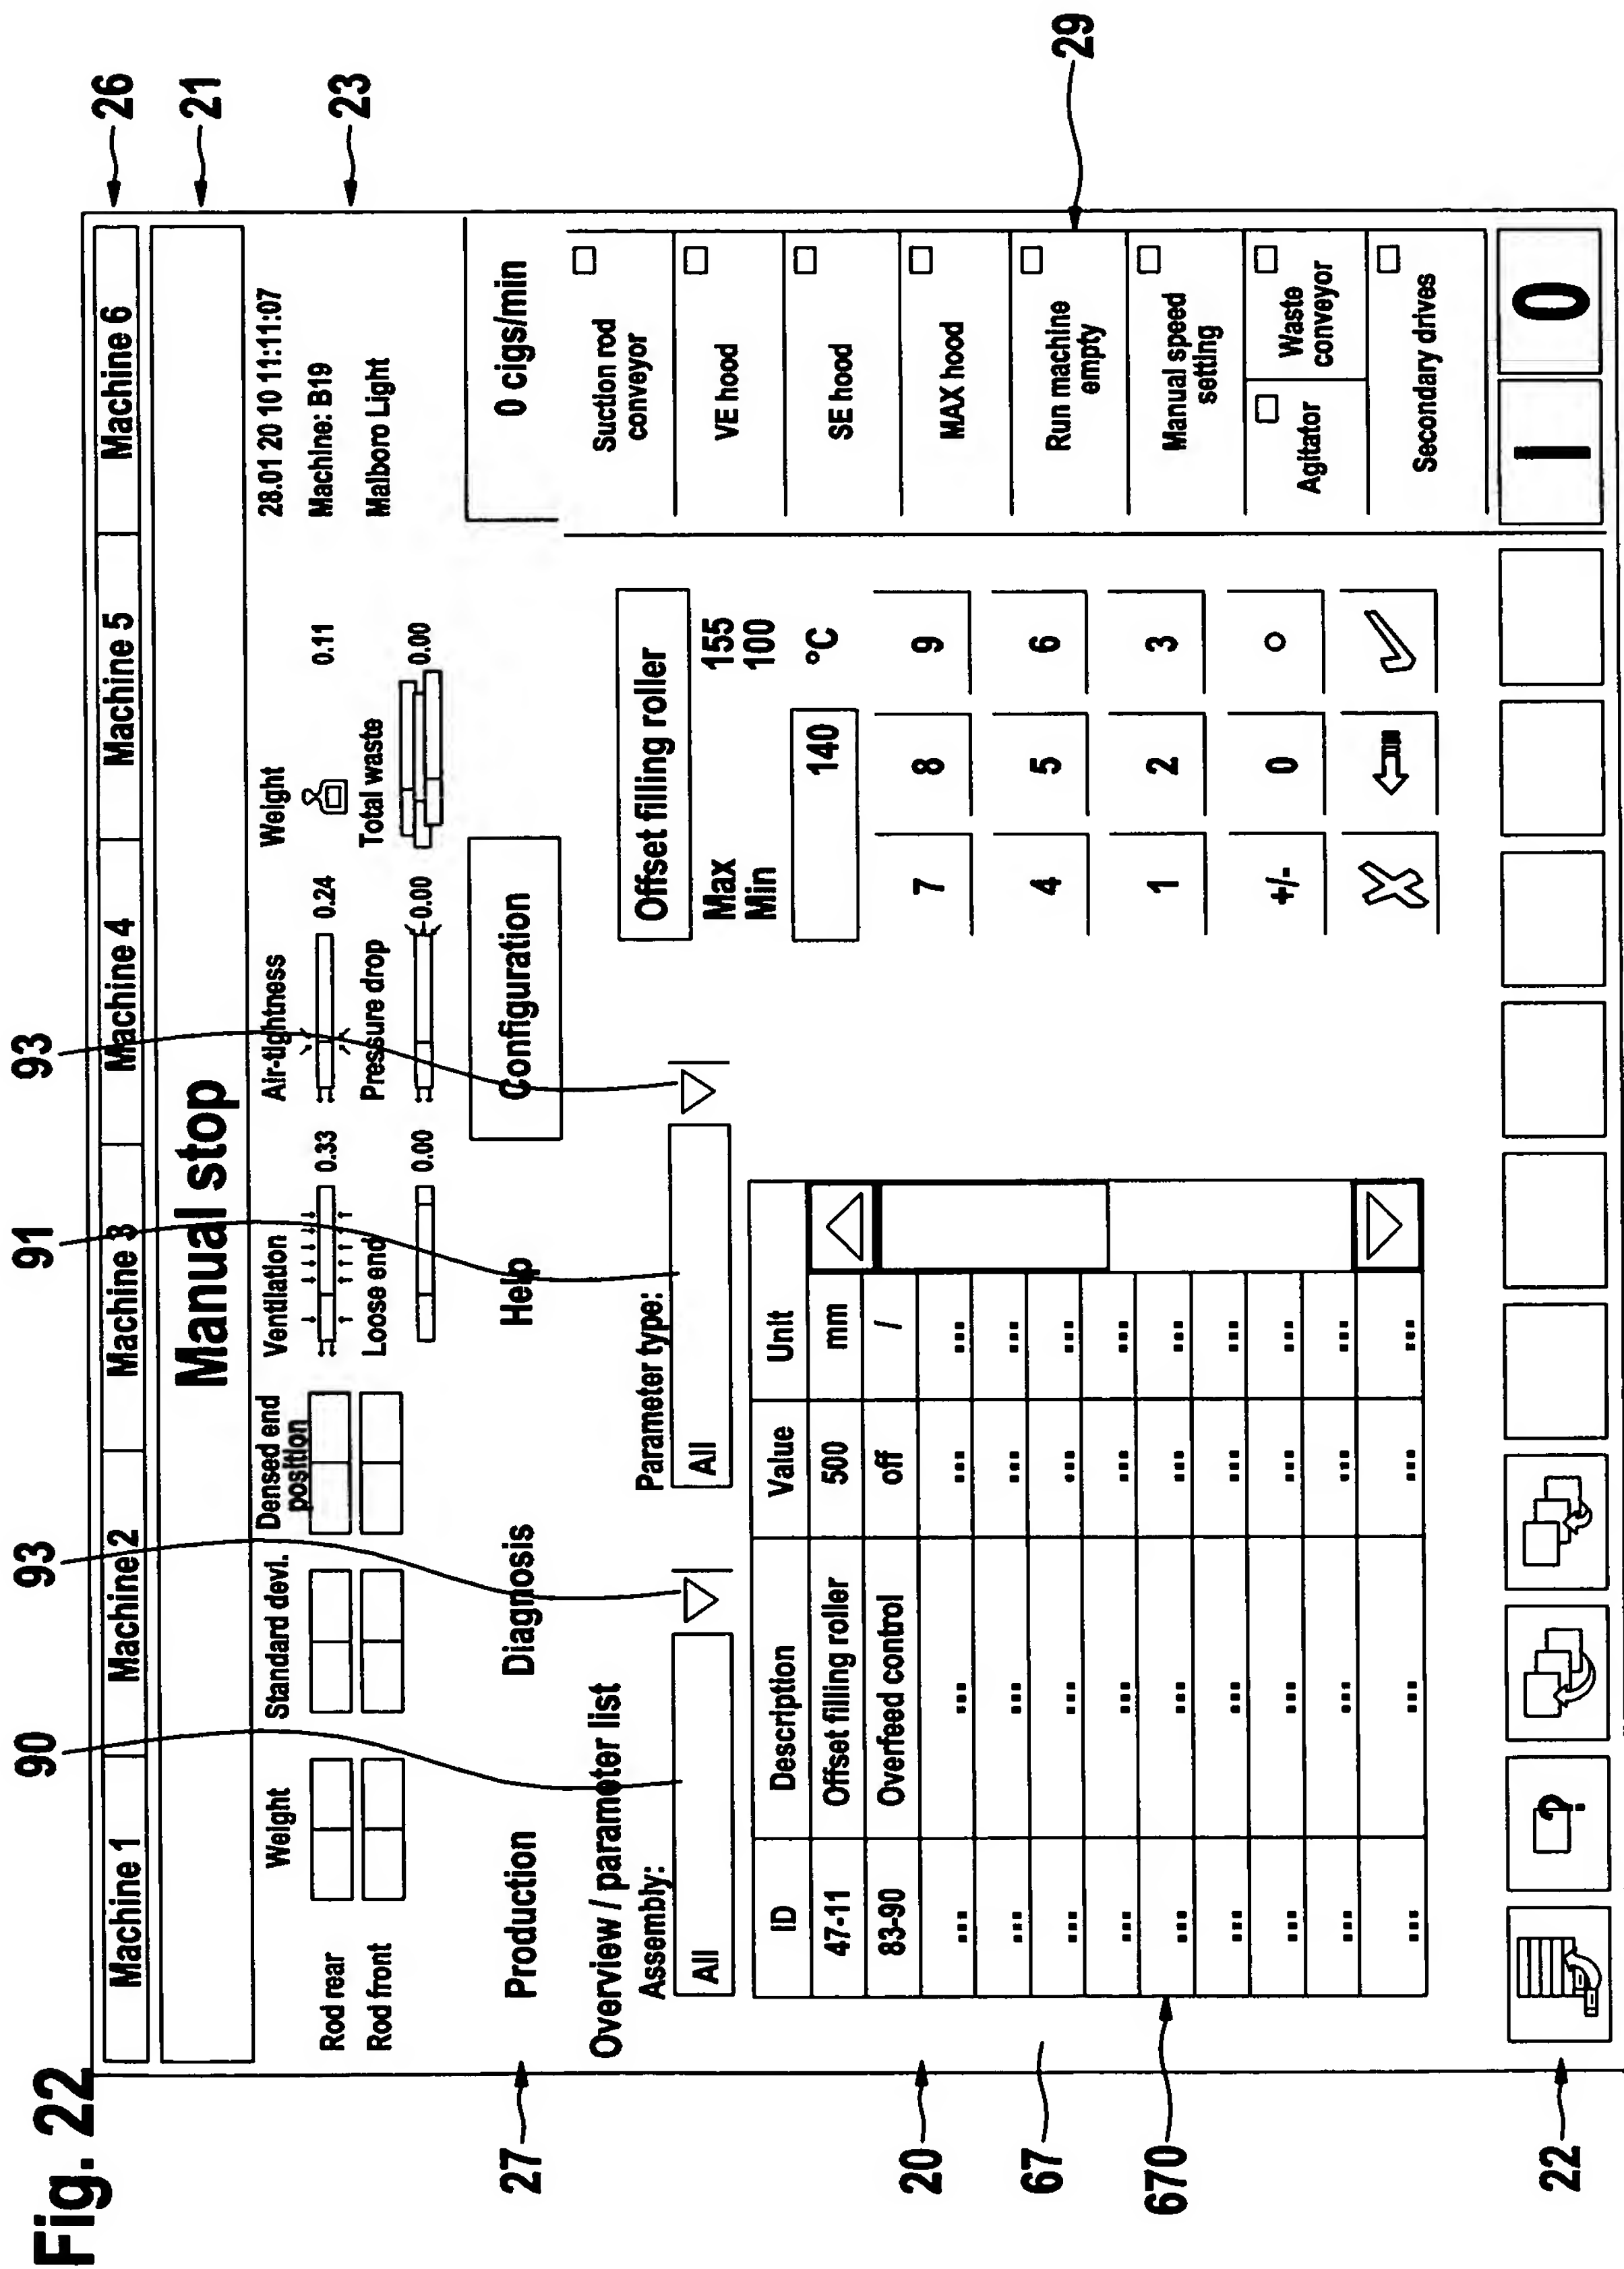 Fig. 22
90 93 91 93
Machine 1 Machine 2 Machine 3 Machine 4 Machine 5 Machine 6
26
Manual stop
21
Weight Standard devi. Densed end position Ventilation Air-tightness Weight 28.01 20 10 11:11:07
Rod rear 0.33 0.24 0.11 Machine: B19
23
Loose end Pressure drop Total waste Malboro Light
Rod front 0.00 0.00 0.00
27
Production Diagnosis Help Configuration 0 cigs/min
Overview / parameter list
Assembly: Parameter type:
All All
Offset filling roller
Max 155
Min 100
140 °C
7 8 9
4 5 6
1 2 3
+/- 0 °
Suction rod
conveyor
VE hood
SE hood
MAX hood
Run machine
empty
29
Manual speed
setting
Agitator
Waste
conveyor
Secondary drives
ID Description Value Unit
47-11 Offset filling roller 500 mm
83-90 Overfeed control off /
... ... ... ...
... ... ... ...
... ... ... ...
... ... ... ...
... ... ... ...
... ... ... ...
... ... ... ...
... ... ... ...
... ... ... ...
20
67
670
22
? I 0